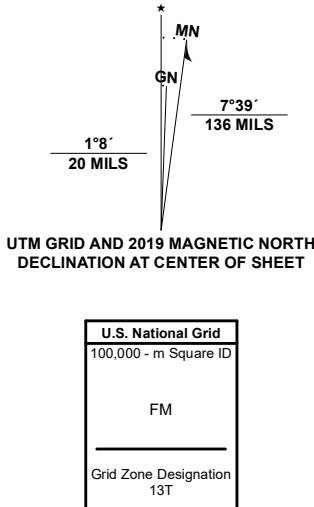 ★
MN
GN
7°39´
136 MILS
1°8´
20 MILS
UTM GRID AND 2019 MAGNETIC NORTH
DECLINATION AT CENTER OF SHEET
U.S. National Grid
100,000 - m Square ID
FM
Grid Zone Designation
13T